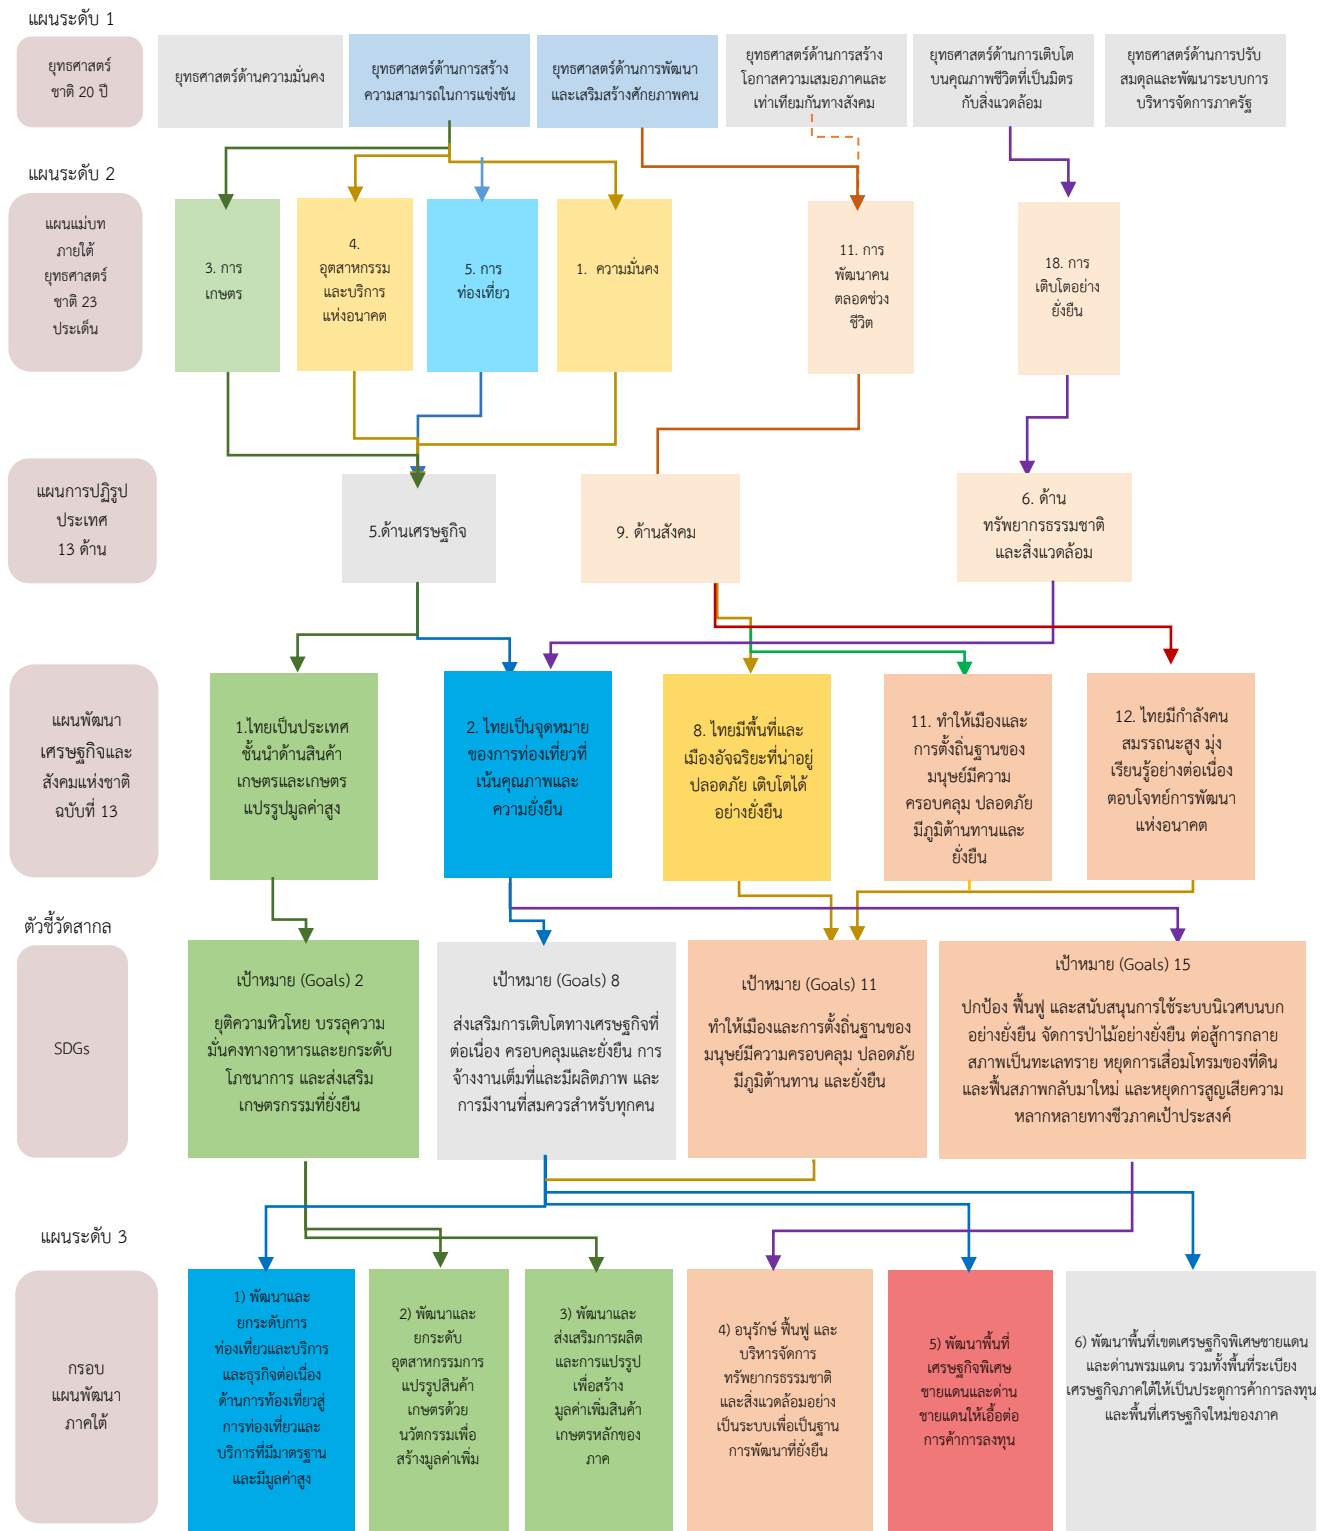 แผนระดับ 1
ยุทธศาสตร์
ชาติ 20 ปี
ยุทธศาสตร์ด้านความมั่นคง
ยุทธศาสตร์ด้านการสร้าง
ความสามารถในการแข่งขัน
ยุทธศาสตร์ด้านการพัฒนา
และเสริมสร้างศักยภาพคน
ยุทธศาสตร์ด้านการสร้าง
โอกาสความเสมอภาคและ
เท่าเทียมกันทางสังคม
ยุทธศาสตร์ด้านการเติบโต
บนคุณภาพชีวิตที่เป็นมิตร
กับสิ่งแวดล้อม
ยุทธศาสตร์ด้านการปรับ
สมดุลและพัฒนาระบบการ
บริหารจัดการภาครัฐ
แผนระดับ 2
แผนแม่บท
ภายใต้
ยุทธศาสตร์
ชาติ 23
ประเด็น
3. การ
เกษตร
4.
อุตสาหกรรม
และบริการ
แห่งอนาคต
5. การ
ท่องเที่ยว
1. ความมั่นคง
11. การ
พัฒนาคน
ตลอดช่วง
ชีวิต
18. การ
เติบโตอย่าง
ยั่งยืน
แผนการปฏิรูป
ประเทศ
13 ด้าน
5.ด้านเศรษฐกิจ
9. ด้านสังคม
6. ด้าน
ทรัพยากรธรรมชาติ
และสิ่งแวดล้อม
แผนพัฒนา
เศรษฐกิจและ
สังคมแห่งชาติ
ฉบับที่ 13
1.ไทยเป็นประเทศ
ชั้นนำด้านสินค้า
เกษตรและเกษตร
แปรรูปมูลค่าสูง
2. ไทยเป็นจุดหมาย
ของการท่องเที่ยวที่
เน้นคุณภาพและ
ความยั่งยืน
8. ไทยมีพื้นที่และ
เมืองอัจฉริยะที่น่าอยู่
ปลอดภัย เติบโตได้
อย่างยั่งยืน
11. ทำให้เมืองและ
การตั้งถิ่นฐานของ
มนุษย์มีความ
ครอบคลุม ปลอดภัย
มีภูมิต้านทานและ
ยั่งยืน
12. ไทยมีกำลังคน
สมรรถนะสูง มุ่ง
เรียนรู้อย่างต่อเนื่อง
ตอบโจทย์การพัฒนา
แห่งอนาคต
ตัวชี้วัดสากล
SDGs
เป้าหมาย (Goals) 2
ยุติความหิวโหย บรรลุความ
มั่นคงทางอาหารและยกระดับ
โภชนาการ และส่งเสริม
เกษตรกรรมที่ยั่งยืน
เป้าหมาย (Goals) 8
ส่งเสริมการเติบโตทางเศรษฐกิจที่
ต่อเนื่อง ครอบคลุมและยั่งยืน การ
จ้างงานเต็มที่และมีผลิตภาพ และ
การมีงานที่สมควรสำหรับทุกคน
เป้าหมาย (Goals) 11
ทำให้เมืองและการตั้งถิ่นฐานของ
มนุษย์มีความครอบคลุม ปลอดภัย
มีภูมิต้านทาน และยั่งยืน
เป้าหมาย (Goals) 15
ปกป้อง ฟื้นฟู และสนับสนุนการใช้ระบบนิเวศบนบก
อย่างยั่งยืน จัดการป่าไม้อย่างยั่งยืน ต่อสู้การกลาย
สภาพเป็นทะเลทราย หยุดการเสื่อมโทรมของที่ดิน
และฟื้นสภาพกลับมาใหม่ และหยุดการสูญเสียความ
หลากหลายทางชีวภาคเป้าประสงค์
แผนระดับ 3
กรอบ
แผนพัฒนา
ภาคใต้
1) พัฒนาและ
ยกระดับการ
ท่องเที่ยวและบริการ
และธุรกิจต่อเนื่อง
ด้านการท้องเที่ยวสู่
การท่องเที่ยวและ
บริการที่มีมาตรฐาน
และมีมูลค่าสูง
2) พัฒนาและ
ยกระดับ
อุตสาหกรรมการ
แปรรูปสินค้า
เกษตรด้วย
นวัตกรรมเพื่อ
สร้างมูลค่าเพิ่ม
3) พัฒนาและ
ส่งเสริมการผลิต
และการแปรรูป
เพื่อสร้าง
มูลค่าเพิ่มสินค้า
เกษตรหลักของ
ภาค
4) อนุรักษ์ ฟื้นฟู และ
บริหารจัดการ
ทรัพยากรธรรมชาติ
และสิ่งแวดล้อมอย่าง
เป็นระบบเพื่อเป็นฐาน
การพัฒนาที่ยั่งยืน
5) พัฒนาพื้นที่
เศรษฐกิจพิเศษ
ชายแดนและด่าน
ชายแดนให้เอื้อต่อ
การค้าการลงทุน
6) พัฒนาพื้นที่เขตเศรษฐกิจพิเศษชายแดน
และด่านพรมแดน รวมทั้งพื้นที่ระเบียง
เศรษฐกิจภาคใต้ให้เป็นประตูการค้าการลงทุน
และพื้นที่เศรษฐกิจใหม่ของภาค